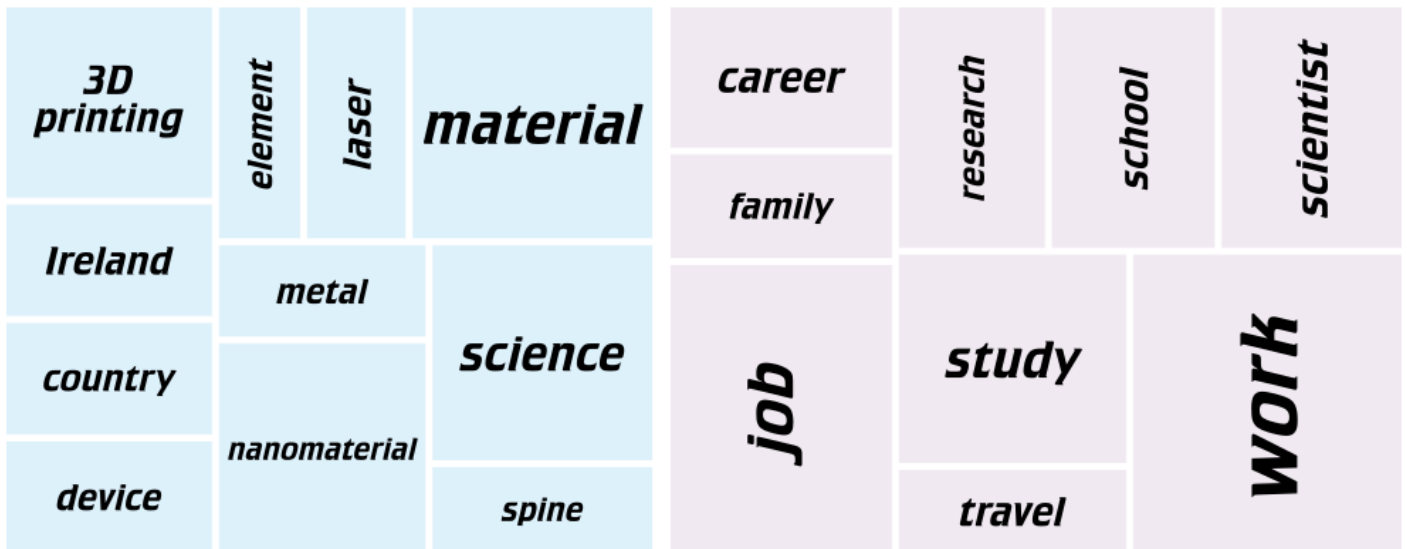 3D
printing
element
laser
material
Ireland
metal
science
country
nanomaterial
device
spine
career
research
school
scientist
family
job
study
work
travel